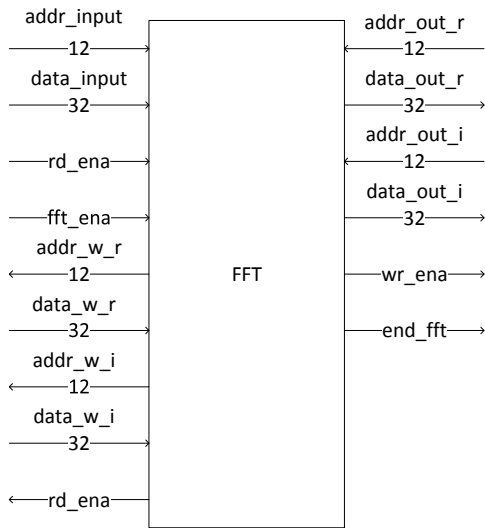 addr_input
12
data_input
32
rd_ena
fft_ena
addr_w_r
12
data_w_r
32
addr_w_i
12
data_w_i
32
rd_ena
FFT
addr_out_r
12
data_out_r
32
addr_out_i
12
data_out_i
32
wr_ena
end_fft